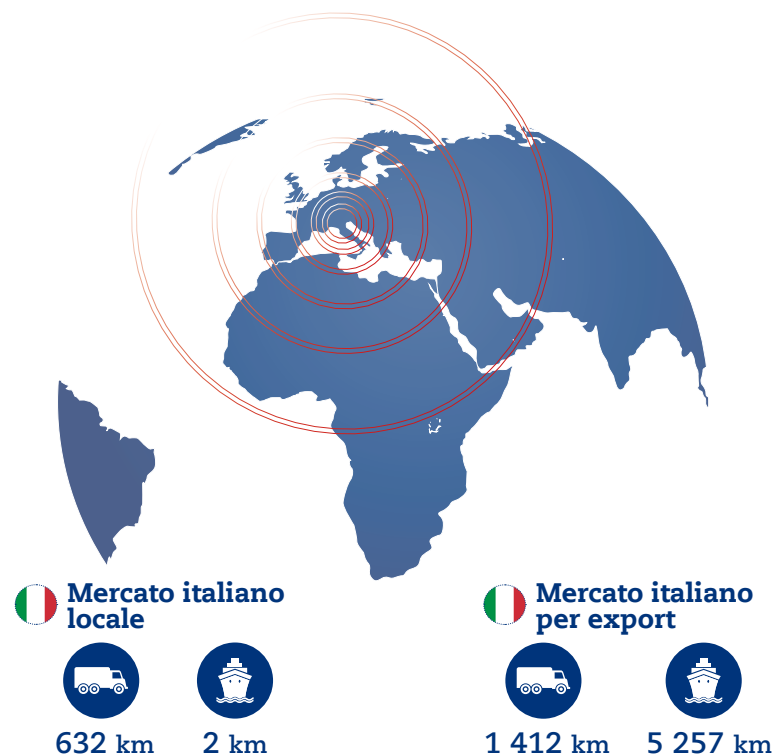 Mercato italiano
locale
632 km
2 km
Mercato italiano
per export
1 412 km
5 257 km